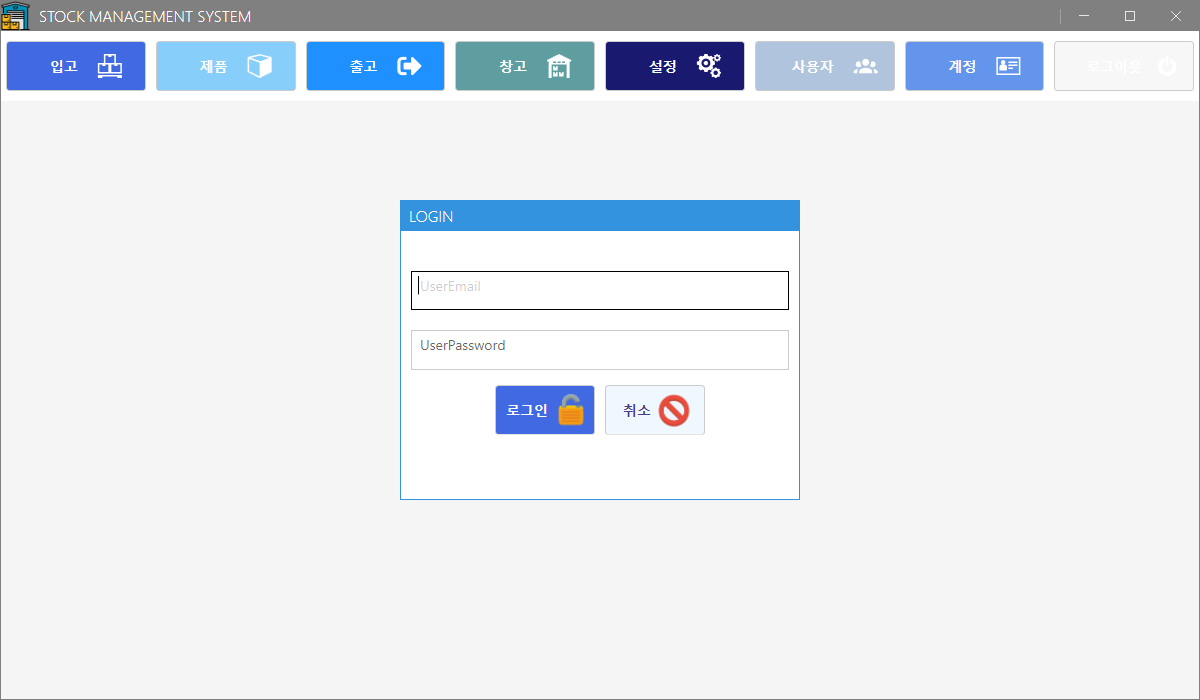 STOCK MANAGEMENT SYSTEM
입고 제품 출고 창고 설정 사용자 계정 로그아웃
LOGIN
UserEmail
UserPassword
로그인 취소